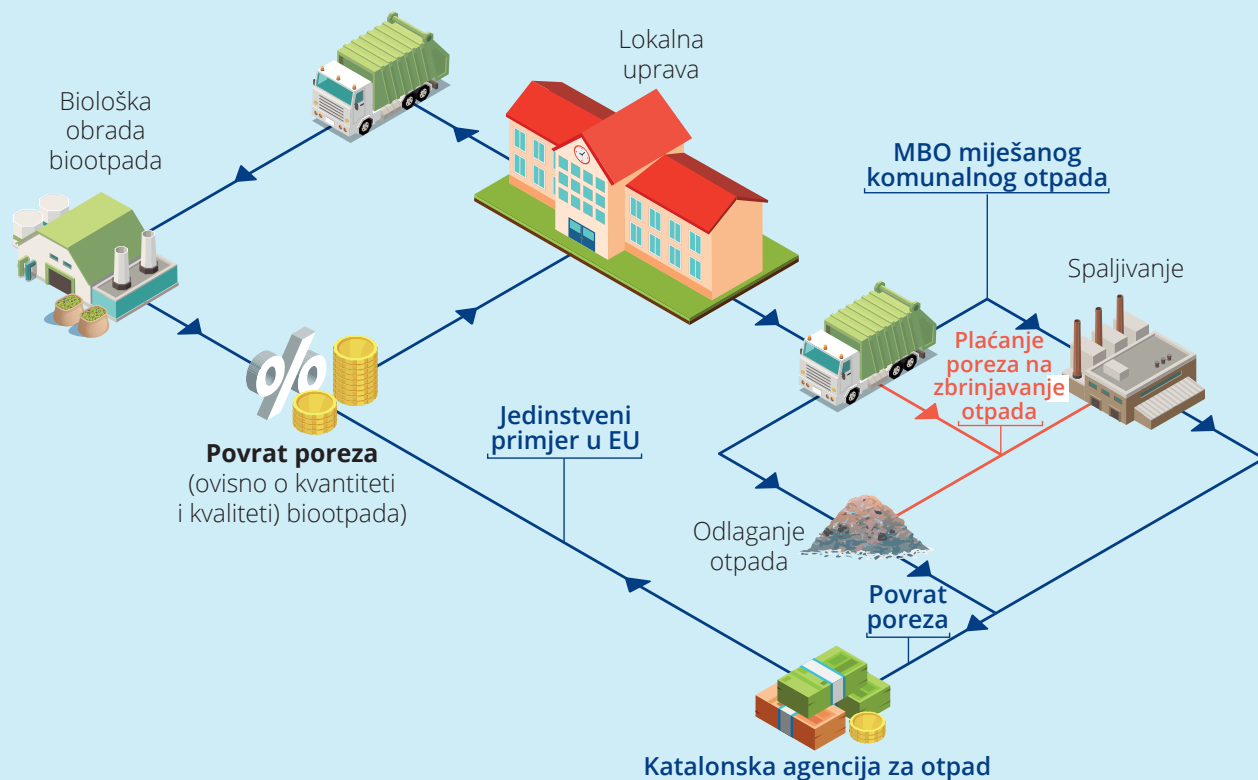 Lokalna
uprava
Biološka
obrada
biootpada
MBO miješanog
komunalnog otpada
Spaljivanje
Plaćanje
poreza na
zbrinjavanje
otpada
%
Povrat poreza
(ovisno o kvantiteti
i kvaliteti) biootpada)
Jedinstveni
primjer u EU
Odlaganje
otpada
Povrat
poreza
Katalonska agencija za otpad